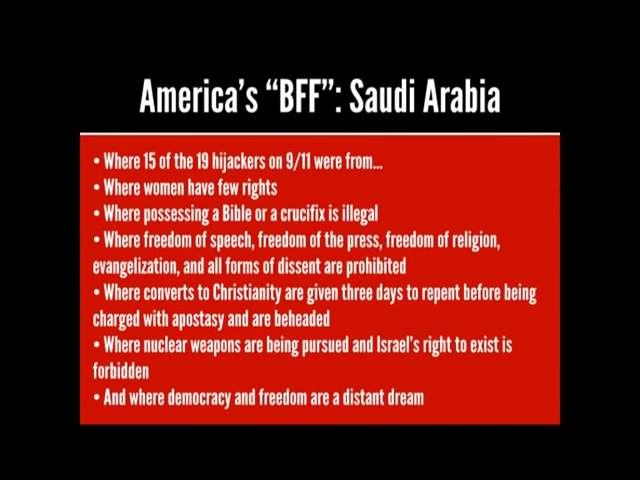 America's “BFF”: Saudi Arabia
• Where 15 of the 19 hijackers on 9/11 were from...
• Where women have few rights
• Where possessing a Bible or a crucifix is illegal
• Where freedom of speech, freedom of the press, freedom of religion,
evangelization, and all forms of dissent are prohibited
• Where converts to Christianity are given three days to repent before being
charged with apostasy and are beheaded
• Where nuclear weapons are being pursued and Israel's right to exist is
forbidden
• And where democracy and freedom are a distant dream